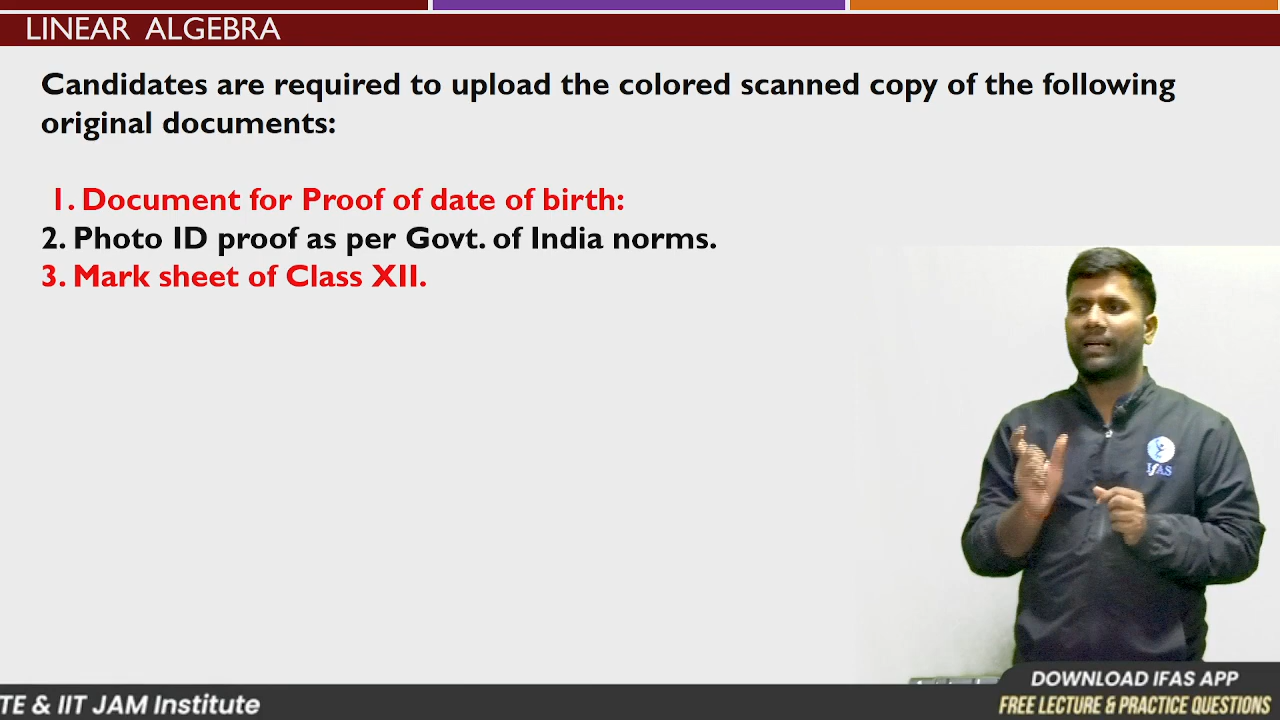 LINEAR ALGEBRA
Candidates are required to upload the colored scanned copy of the following
original documents:
1. Document for Proof of date of birth:
2. Photo ID proof as per Govt. of India norms.
3. Mark sheet of Class XII.
IFAS
DOWNLOAD IFAS APP
TE & IIT JAM Institute
FREE LECTURE & PRACTICE QUESTIONS